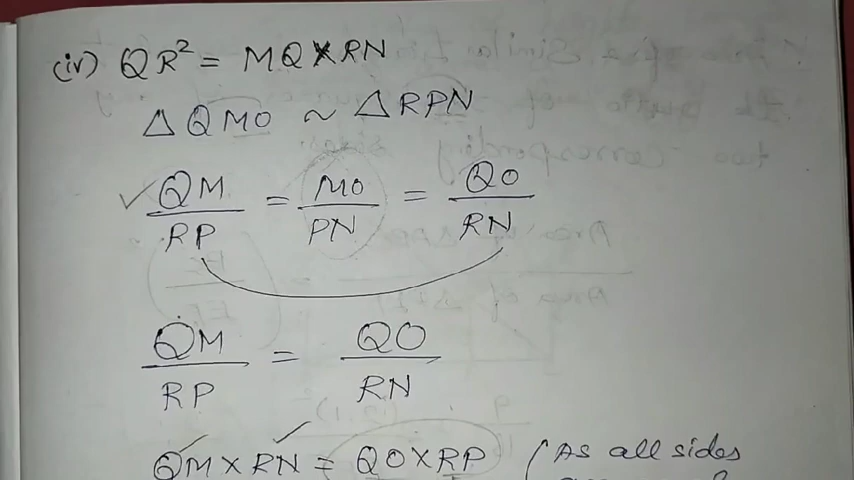 (iv) QR² = MQ × RN
△ QMO ~ △ RPN
✓ QM/RP = MO/PN = QO/RN
QM/RP = QO/RN
QM × RN = QO × RP (As all sides